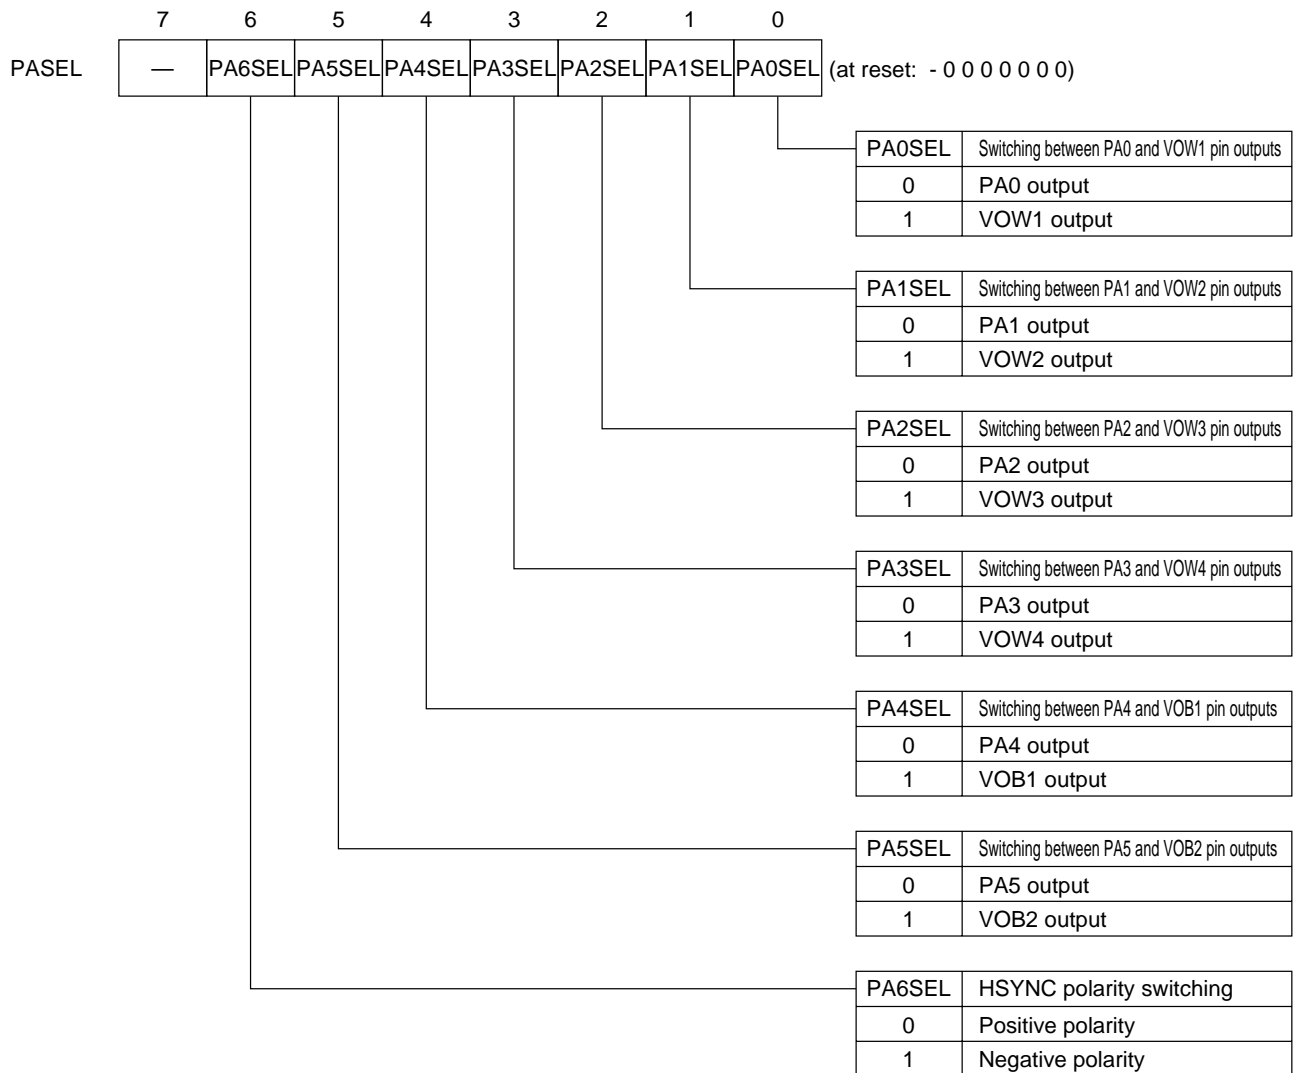 7 6 5 4 3 2 1 0
PASEL — PA6SEL PA5SEL PA4SEL PA3SEL PA2SEL PA1SEL PA0SEL (at reset: - 0 0 0 0 0 0 0)
PA0SEL Switching between PA0 and VOW1 pin outputs
0 PA0 output
1 VOW1 output
PA1SEL Switching between PA1 and VOW2 pin outputs
0 PA1 output
1 VOW2 output
PA2SEL Switching between PA2 and VOW3 pin outputs
0 PA2 output
1 VOW3 output
PA3SEL Switching between PA3 and VOW4 pin outputs
0 PA3 output
1 VOW4 output
PA4SEL Switching between PA4 and VOB1 pin outputs
0 PA4 output
1 VOB1 output
PA5SEL Switching between PA5 and VOB2 pin outputs
0 PA5 output
1 VOB2 output
PA6SEL HSYNC polarity switching
0 Positive polarity
1 Negative polarity